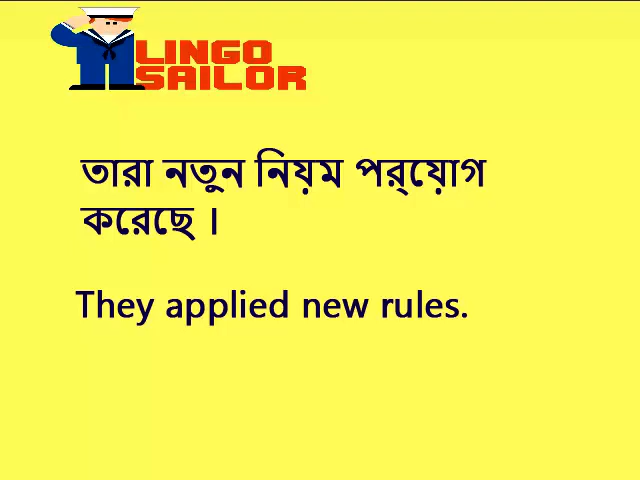 LINGO
SAILOR
তারা নতুন নিয়ম পর্য়োগ
করেছে ।
They applied new rules.